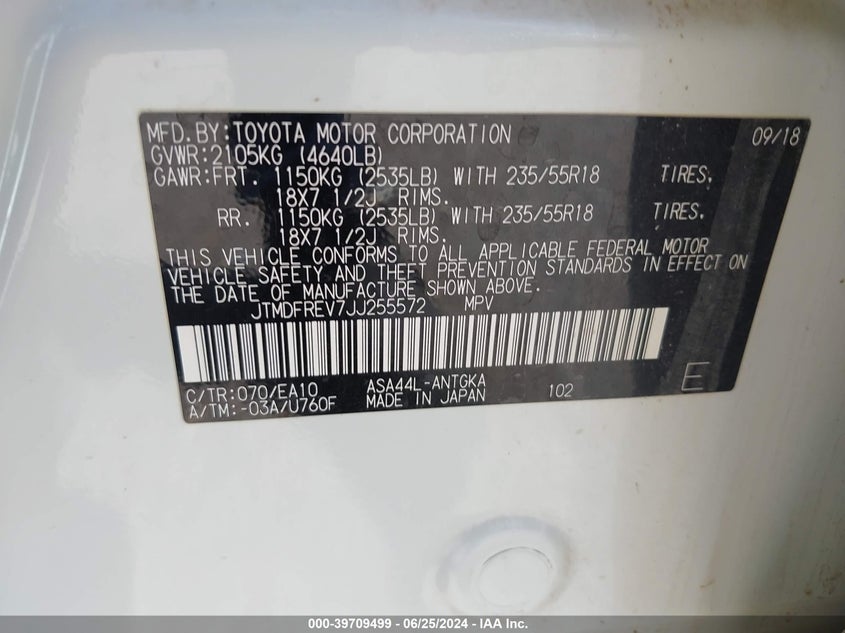 MFD.BY:TOYOTA MOTOR CORPORATION 09/18
GVWR:2105KG (4640LB)
GAWR:FRT. 1150KG (2535LB) WITH 235/55R18 TIRES,
18X7 1/2J RIMS.
RR. 1150KG (2535LB) WITH 235/55R18 TIRES,
18X7 1/2J RIMS.
THIS VEHICLE CONFORMS TO ALL APPLICABLE FEDERAL MOTOR
VEHICLE SAFETY AND THEFT PREVENTION STANDARDS IN EFFECT ON
THE DATE OF MANUFACTURE SHOWN ABOVE.
JTMDFREV7JJ255572 MPV
C/TR:070/EA10 ASA44L-ANTGKA
A/TM:-03A/U760F MADE IN JAPAN 102 E
000-39709499 - 06/25/2024 - IAA Inc.